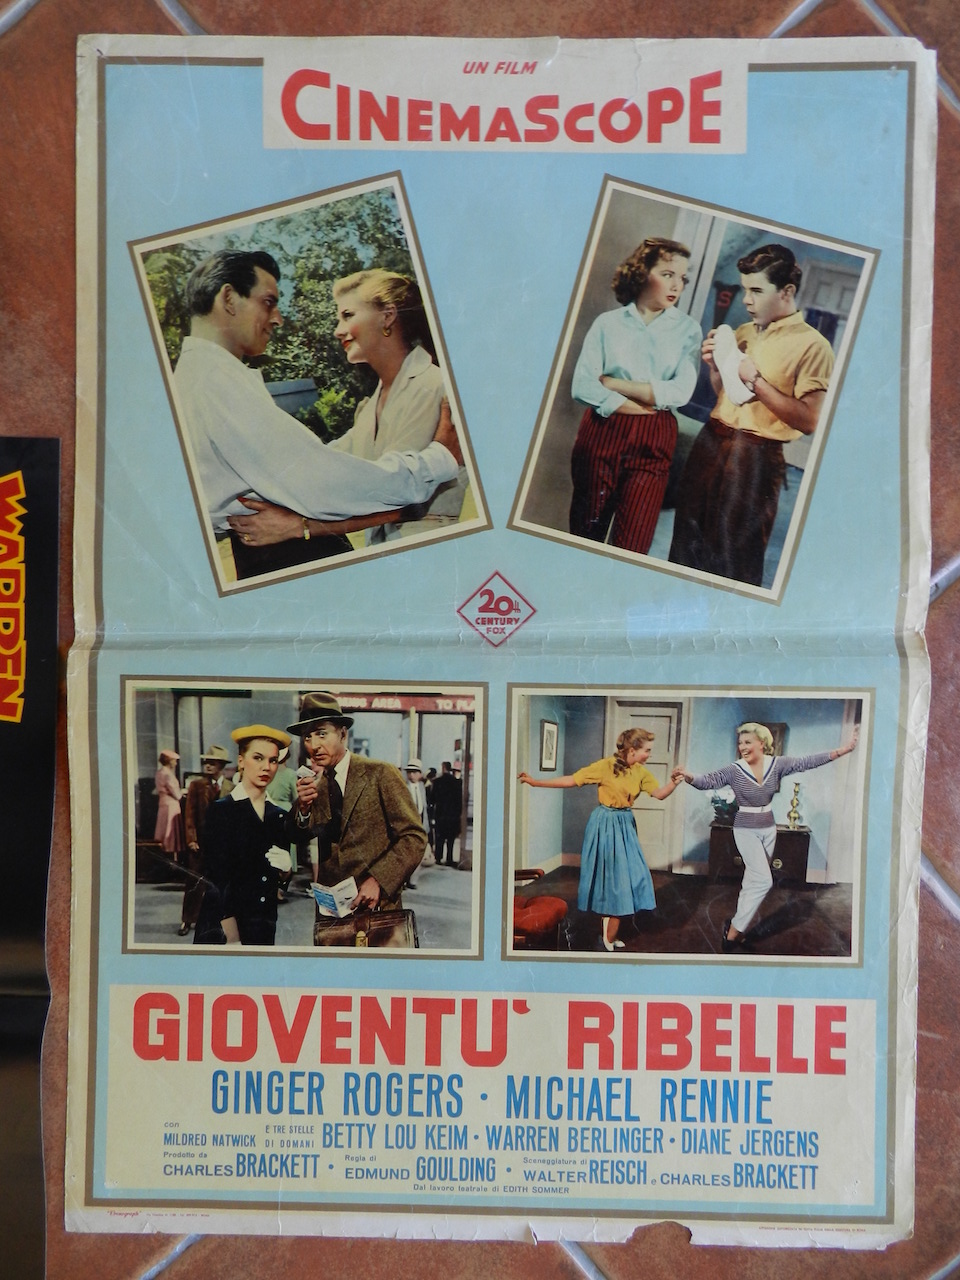 UN FILM
CINEMASCOPE
S
20th
CENTURY
FOX
WARREN
AREA TO
GIOVENTU' RIBELLE
GINGER ROGERS · MICHAEL RENNIE
con MILDRED NATWICK E TRE STELLE DI DOMANI BETTY LOU KEIM · WARREN BERLINGER · DIANE JERGENS
Prodotto da CHARLES BRACKETT · Regia di EDMUND GOULDING · Sceneggiatura di WALTER REISCH e CHARLES BRACKETT
Dal lavoro teatrale di EDITH SOMMER